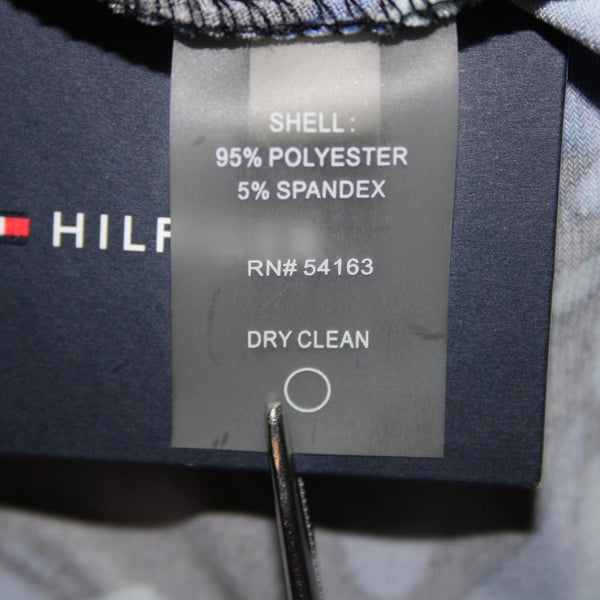 SHELL :
95% POLYESTER
5% SPANDEX
HILF
RN# 54163
DRY CLEAN